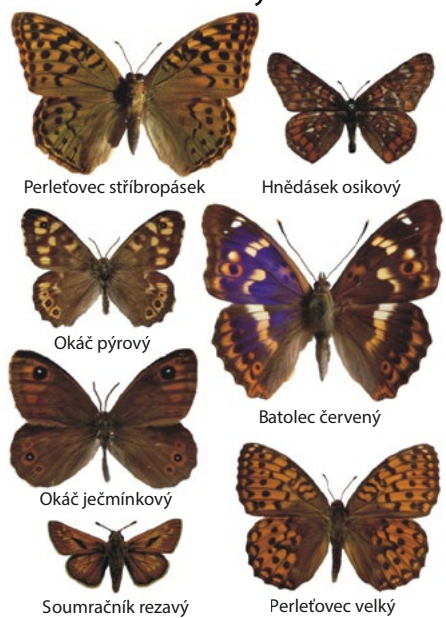 Perleťovec stříbropásek
Hnědásek osikový
Okáč pýrový
Batolec červený
Okáč ječmínkový
Soumračník rezavý
Perleťovec velký